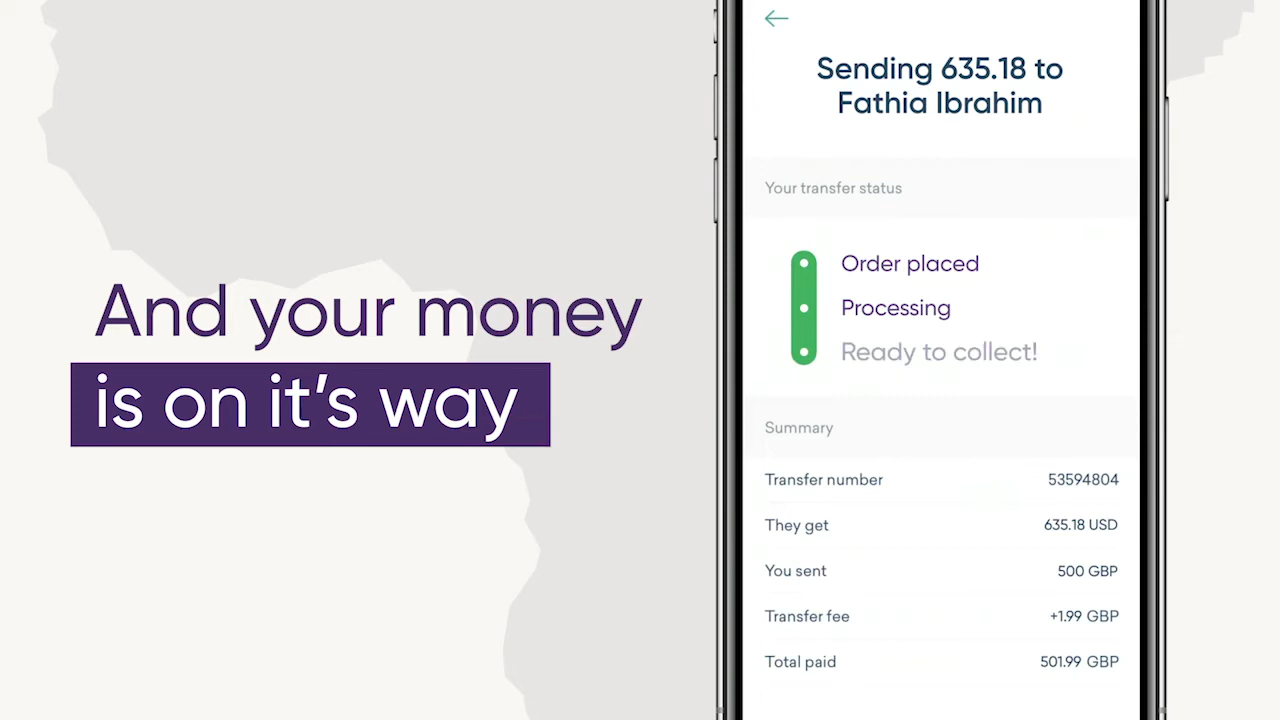 And your money
is on it's way
Sending 635.18 to
Fathia Ibrahim
Your transfer status
Order placed
Processing
Ready to collect!
Summary
Transfer number 53594804
They get 635.18 USD
You sent 500 GBP
Transfer fee +1.99 GBP
Total paid 501.99 GBP